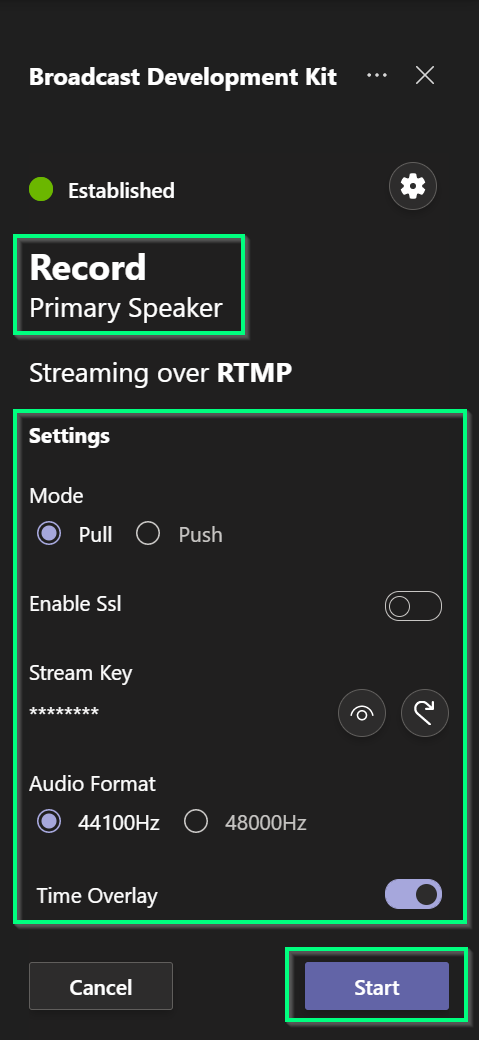 Broadcast Development Kit
Established
Record
Primary Speaker
Streaming over RTMP
Settings
Mode
Pull Push
Enable Ssl
Stream Key
********
Audio Format
44100Hz 48000Hz
Time Overlay
Cancel Start